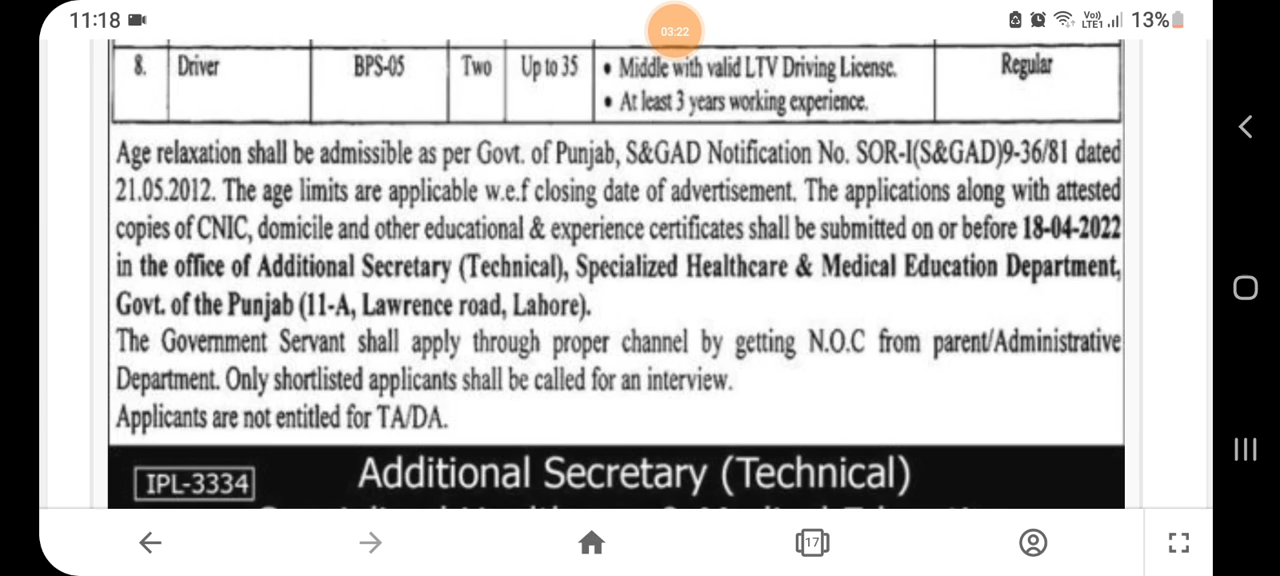 11:18
03:22
Vo))
LTE1
13%
8. Driver BPS-05 Two Up to 35 • Middle with valid LTV Driving License. Regular
• At least 3 years working experience.
Age relaxation shall be admissible as per Govt. of Punjab, S&GAD Notification No. SOR-I(S&GAD)9-36/81 dated
21.05.2012. The age limits are applicable w.e.f closing date of advertisement. The applications along with attested
copies of CNIC, domicile and other educational & experience certificates shall be submitted on or before 18-04-2022
in the office of Additional Secretary (Technical), Specialized Healthcare & Medical Education Department,
Govt. of the Punjab (11-A, Lawrence road, Lahore).
The Government Servant shall apply through proper channel by getting N.O.C from parent/Administrative
Department. Only shortlisted applicants shall be called for an interview.
Applicants are not entitled for TA/DA.
IPL-3334
Additional Secretary (Technical)
17